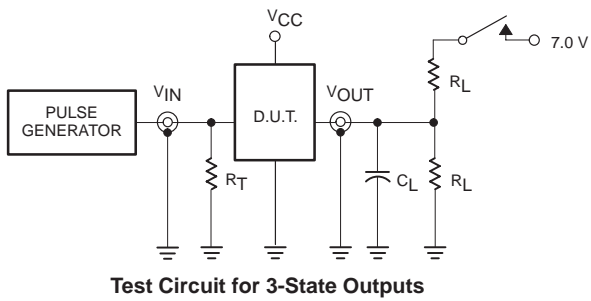 VCC
7.0 V
RL
PULSE
GENERATOR
VIN
D.U.T.
VOUT
RT
CL
RL
Test Circuit for 3-State Outputs